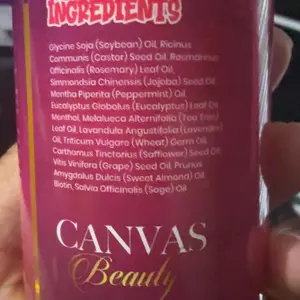 INGREDIENTS
Glycine Soja (Soybean) Oil, Ricinus
Communis (Castor) Seed Oil, Rosmarinus
Officinalis (Rosemary) Leaf Oil,
Simmondsia Chinensis (Jojoba) Seed Oil,
Mentha Piperita (Peppermint) Oil,
Eucalyptus Globulus (Eucalyptus) Leaf Oil,
Menthol, Melaleuca Alternifolia (Tea Tree)
Leaf Oil, Lavandula Angustifolia (Lavender)
Oil, Triticum Vulgare (Wheat) Germ Oil,
Carthamus Tinctorius (Safflower) Seed Oil,
Vitis Vinifera (Grape) Seed Oil, Prunus
Amygdalus Dulcis (Sweet Almond) Oil,
Biotin, Salvia Officinalis (Sage) Oil
CANVAS
Beauty